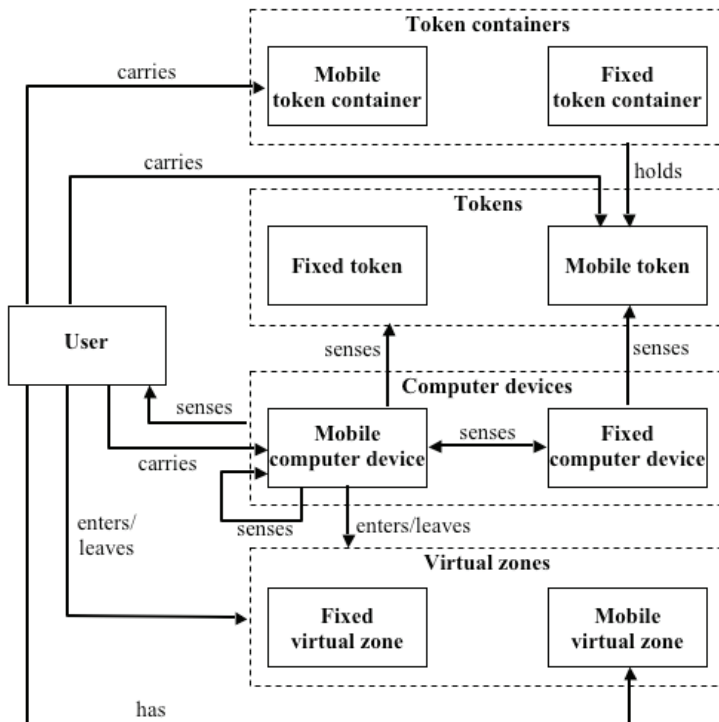 Token containers
carries
Mobile
token container
Fixed
token container
carries
holds
Tokens
Fixed token
Mobile token
User
senses
senses
Computer devices
senses
Mobile
computer device
senses
Fixed
computer device
carries
senses
enters/leaves
enters/
leaves
Virtual zones
Fixed
virtual zone
Mobile
virtual zone
has